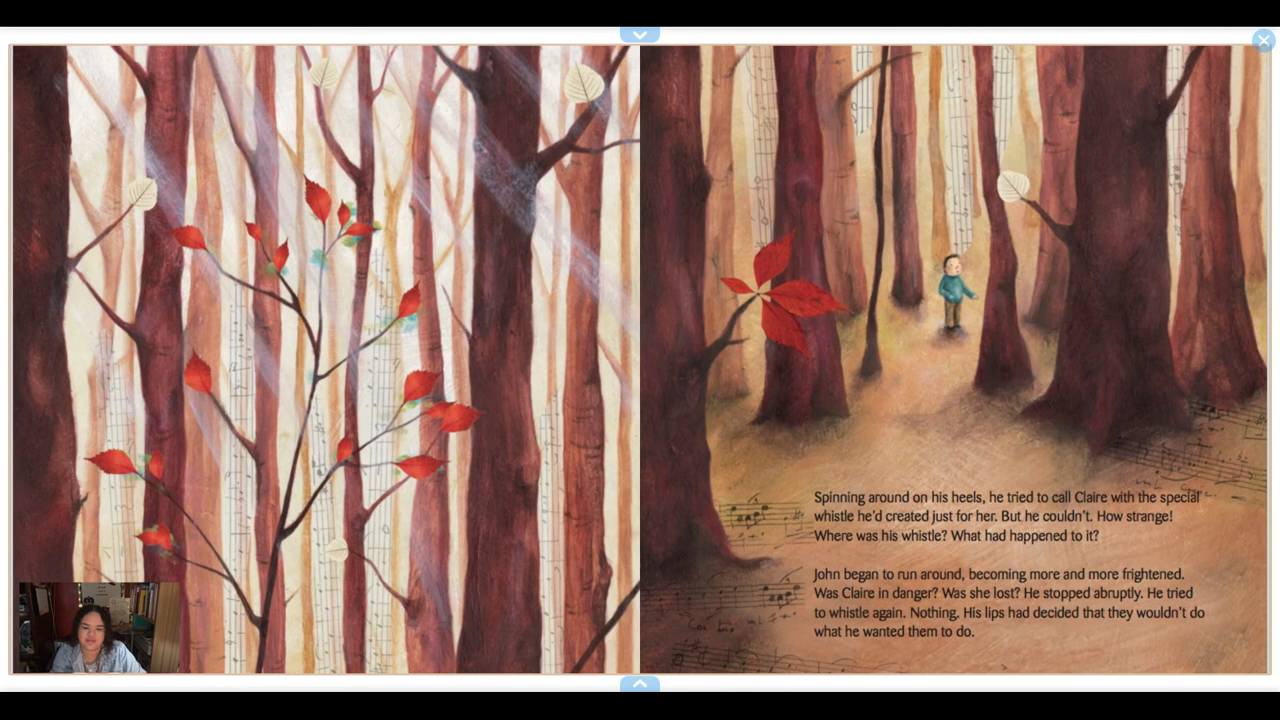 Spinning around on his heels, he tried to call Claire with the special
whistle he'd created just for her. But he couldn't. How strange!
Where was his whistle? What had happened to it?
John began to run around, becoming more and more frightened.
Was Claire in danger? Was she lost? He stopped abruptly. He tried
to whistle again. Nothing. His lips had decided that they wouldn't do
what he wanted them to do.